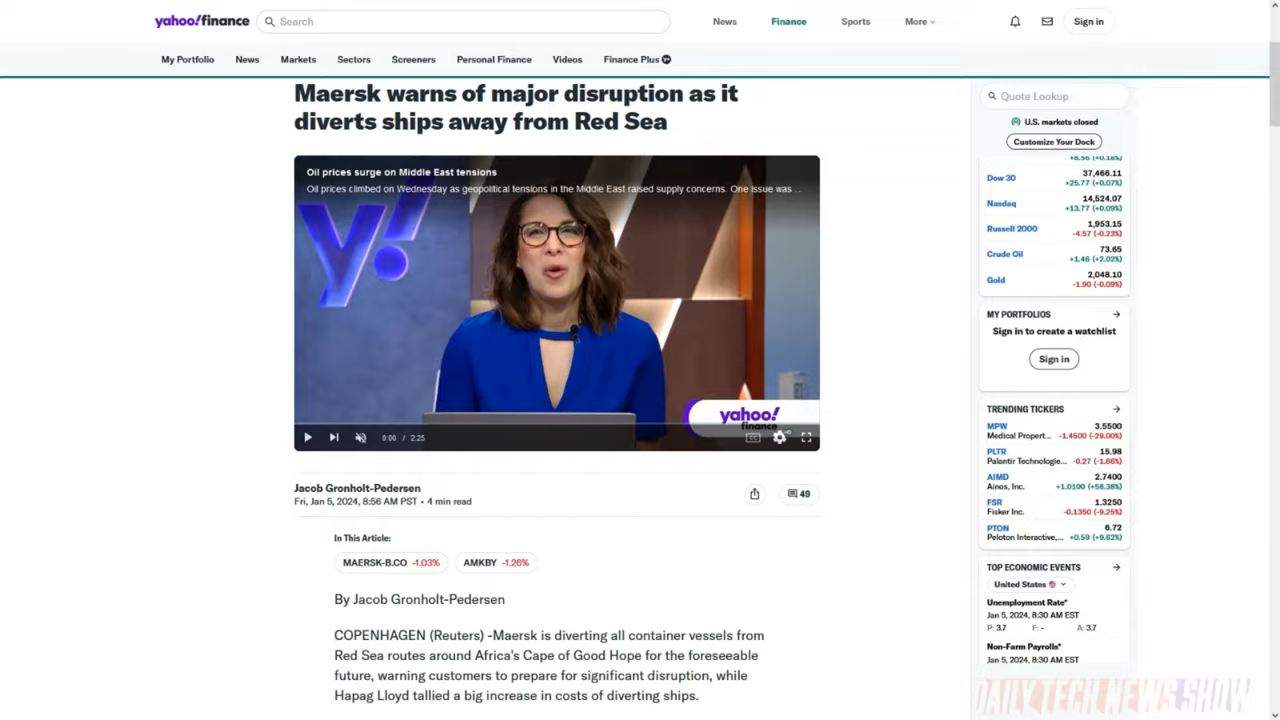 yahoo!finance
Search
News
Finance
Sports
More
Sign in
My Portfolio
News
Markets
Sectors
Screeners
Personal Finance
Videos
Finance Plus
Maersk warns of major disruption as it
diverts ships away from Red Sea
Oil prices surge on Middle East tensions
Oil prices climbed on Wednesday as geopolitical tensions in the Middle East raised supply concerns. One issue was ..
y!
yahoo!
finance
0:00 / 2:25
Jacob Gronholt-Pedersen
Fri, Jan 5, 2024, 8:56 AM PST • 4 min read
49
In This Article:
MAERSK-B.CO -1.03%
AMKBY -1.26%
By Jacob Gronholt-Pedersen
COPENHAGEN (Reuters) -Maersk is diverting all container vessels from
Red Sea routes around Africa's Cape of Good Hope for the foreseeable
future, warning customers to prepare for significant disruption, while
Hapag Lloyd tallied a big increase in costs of diverting ships.
Quote Lookup
U.S. markets closed
Customize Your Dock
+8.56 (+0.18%)
Dow 30 37,466.11
+25.77 (+0.07%)
Nasdaq 14,524.07
+13.77 (+0.09%)
Russell 2000 1,953.15
-4.57 (-0.23%)
Crude Oil 73.65
+1.46 (+2.02%)
Gold 2,048.10
-1.90 (-0.09%)
MY PORTFOLIOS
Sign in to create a watchlist
Sign in
TRENDING TICKERS
MPW 3.5500
Medical Propert... -1.4500 (-29.00%)
PLTR 15.98
Palantir Technologie... -0.27 (-1.66%)
AIMD 2.7400
Ainos, Inc. +1.0100 (+58.38%)
FSR 1.3250
Fisker Inc. -0.1350 (-9.25%)
PTON 6.72
Peloton Interactive,... +0.59 (+9.62%)
TOP ECONOMIC EVENTS
United States
Unemployment Rate*
Jan 5, 2024, 8:30 AM EST
P: 3.7 F: - A: 3.7
Non-Farm Payrolls*
Jan 5, 2024, 8:30 AM EST
DAILY TECH NEWS SHOW